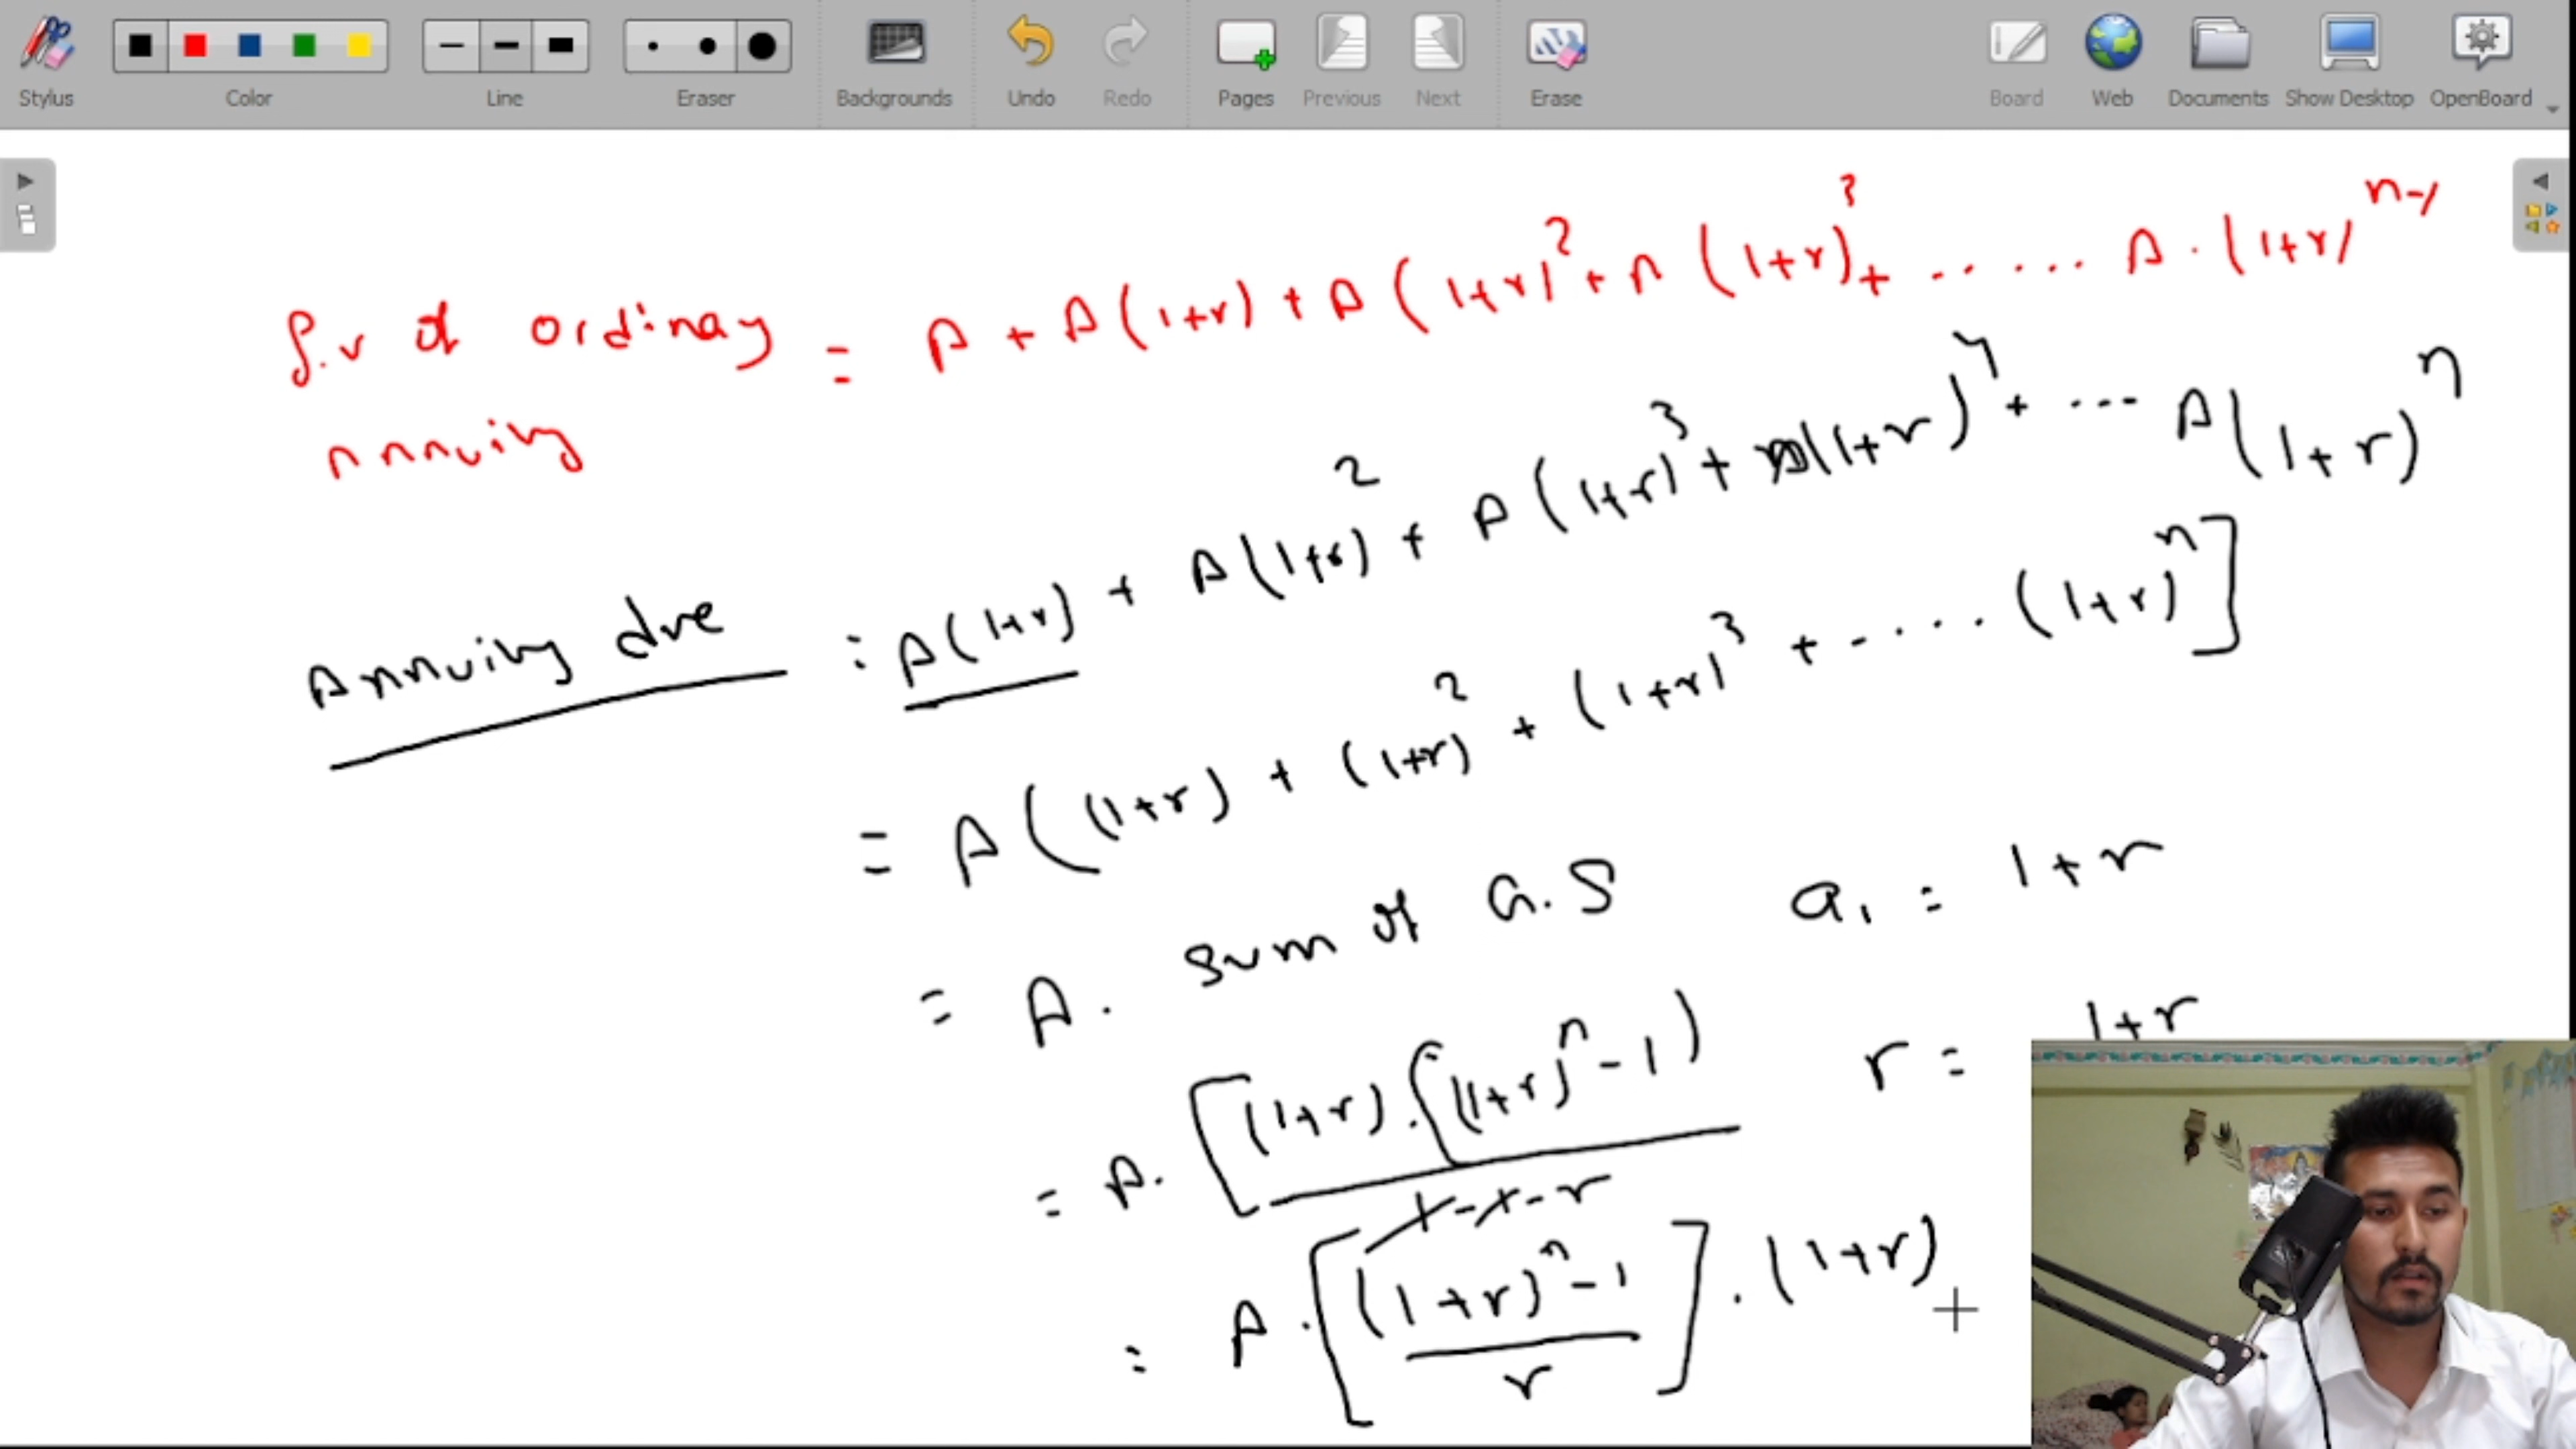 Stylus Color Line Eraser Backgrounds Undo Redo Pages Previous Next Erase Board Web Documents Show Desktop OpenBoard
f.v of ordinay = A + A(1+r) + A(1+r)² + A(1+r)³ + ...... A.(1+r)ⁿ⁻¹
Annuity
Annuity due = A(1+r) + A(1+r)² + A(1+r)³ + A(1+r)⁴ + ... A(1+r)ⁿ
= A((1+r) + (1+r)² + (1+r)³ + ..... (1+r)ⁿ]
= A. Sum of G.S a₁ = 1+r
r = 1+r
= A. [(1+r).((1+r)ⁿ-1)
1-1-r
= A.[(1+r)ⁿ-1 / r].(1+r)